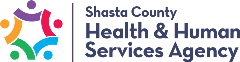 Shasta County
Health & Human
Services Agency